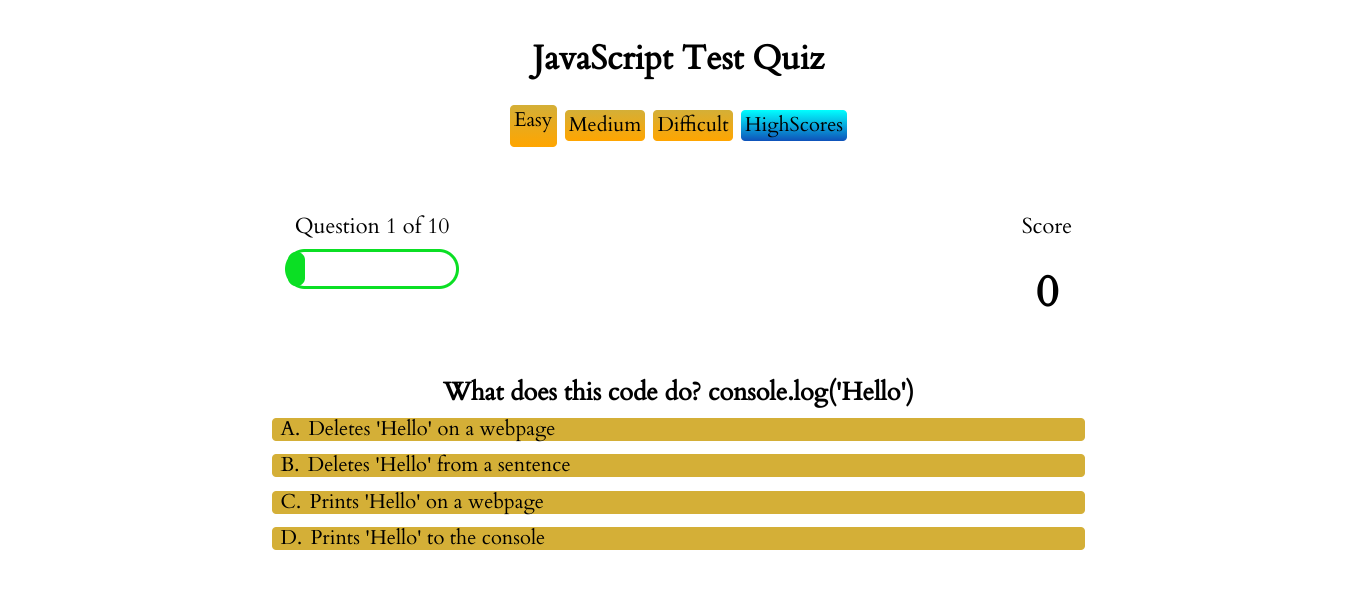 JavaScript Test Quiz
Easy Medium Difficult HighScores
Question 1 of 10
Score
0
What does this code do? console.log('Hello')
A. Deletes 'Hello' on a webpage
B. Deletes 'Hello' from a sentence
C. Prints 'Hello' on a webpage
D. Prints 'Hello' to the console